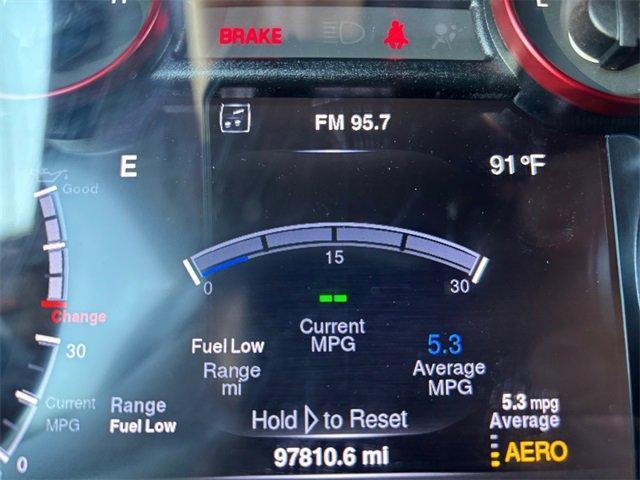 BRAKE
FM 95.7
E
91°F
Good
15
0
30
Change
--
Current
MPG
5.3
Average
MPG
Fuel Low
Range
mi
30
Current
MPG
Range
Fuel Low
5.3 mpg
Average
Hold ▷ to Reset
AERO
97810.6 mi
0